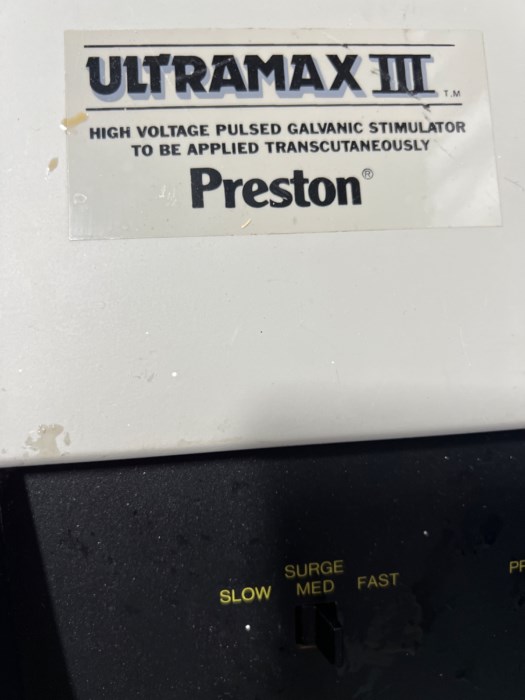 ULTRAMAX III T.M
HIGH VOLTAGE PULSED GALVANIC STIMULATOR
TO BE APPLIED TRANSCUTANEOUSLY
Preston®
SURGE
SLOW MED FAST